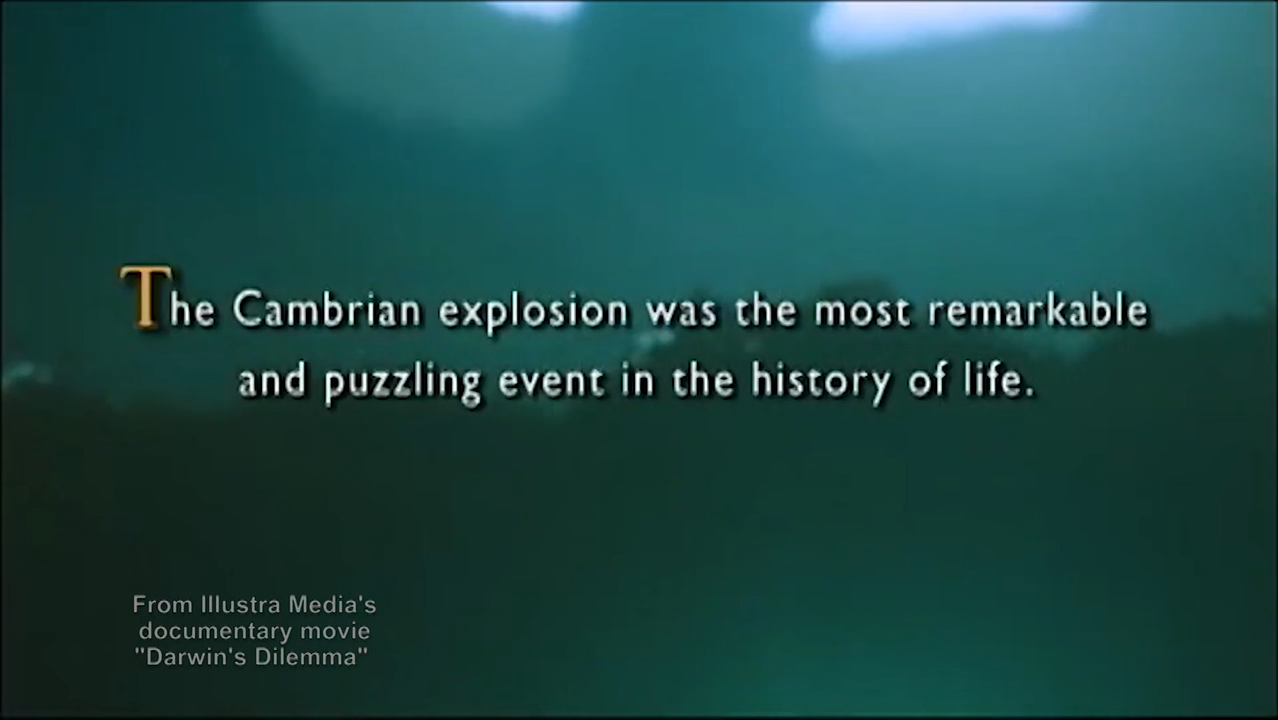 The Cambrian explosion was the most remarkable
and puzzling event in the history of life.
From Illustra Media's
documentary movie
"Darwin's Dilemma"